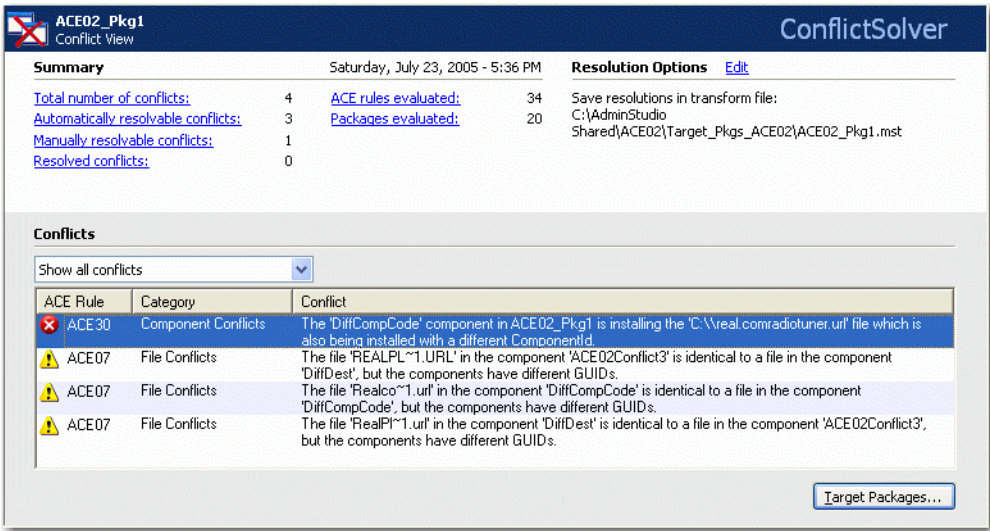 ACE02_Pkg1
Conflict View
ConflictSolver
Summary
Saturday, July 23, 2005 - 5:36 PM
Total number of conflicts: 4
Automatically resolvable conflicts: 3
Manually resolvable conflicts: 1
Resolved conflicts: 0
ACE rules evaluated: 34
Packages evaluated: 20
Resolution Options Edit
Save resolutions in transform file:
C:\AdminStudio
Shared\ACE02\Target_Pkgs_ACE02\ACE02_Pkg1.mst
Conflicts
Show all conflicts
ACE Rule Category Conflict
ACE30 Component Conflicts The 'DiffCompCode' component in ACE02_Pkg1 is installing the 'C:\\real.comradiotuner.url' file which is
also being installed with a different ComponentId.
ACE07 File Conflicts The file 'REALPL~1.URL' in the component 'ACE02Conflict3' is identical to a file in the component
'DiffDest', but the components have different GUIDs.
ACE07 File Conflicts The file 'Realco~1.url' in the component 'DiffCompCode' is identical to a file in the component
'DiffCompCode', but the components have different GUIDs.
ACE07 File Conflicts The file 'RealPl~1.url' in the component 'DiffDest' is identical to a file in the component 'ACE02Conflict3',
but the components have different GUIDs.
Target Packages...